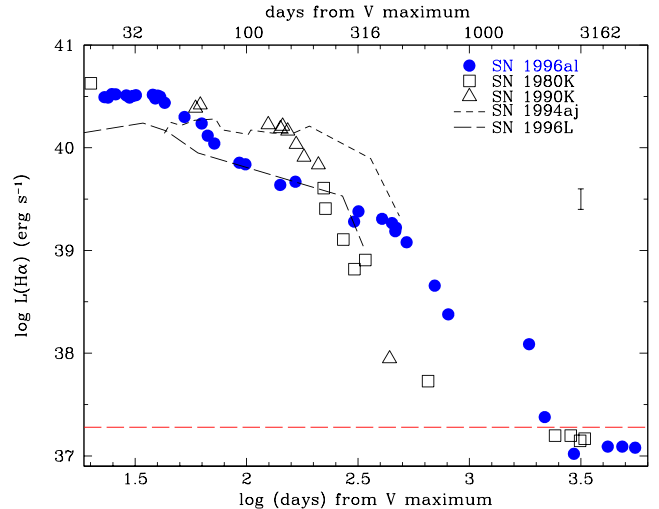 days from V maximum
32 100 316 1000 3162
41
40
39
38
37
log L(Hα) (erg s⁻¹)
SN 1996al
SN 1980K
SN 1990K
SN 1994aj
SN 1996L
1.5 2 2.5 3 3.5
log (days) from V maximum